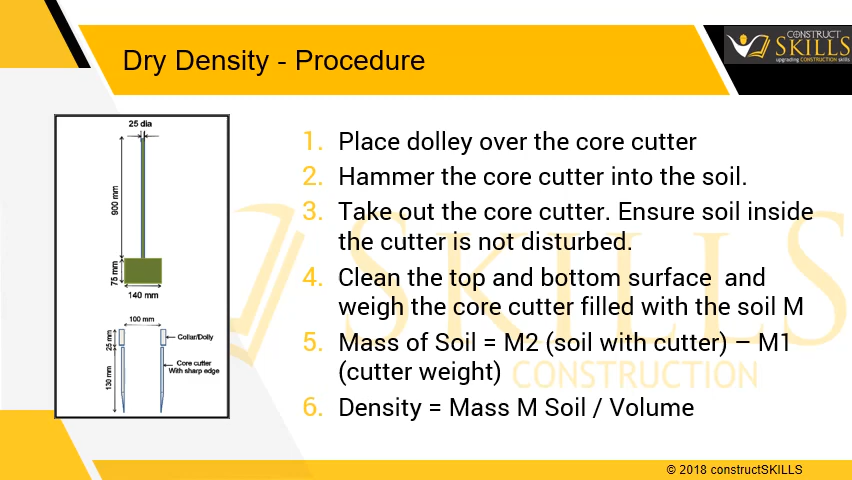 Dry Density - Procedure
CONSTRUCT
SKILLS
upgrading CONSTRUCTION skills
25 dia
900 mm
75 mm
140 mm
100 mm
25 mm
Collar/Dolly
Core cutter
With sharp edge
130 mm
1. Place dolley over the core cutter
2. Hammer the core cutter into the soil.
3. Take out the core cutter. Ensure soil inside
the cutter is not disturbed.
4. Clean the top and bottom surface and
weigh the core cutter filled with the soil M
5. Mass of Soil = M2 (soil with cutter) – M1
(cutter weight)
6. Density = Mass M Soil / Volume
SKILLS
CONSTRUCTION
© 2018 constructSKILLS